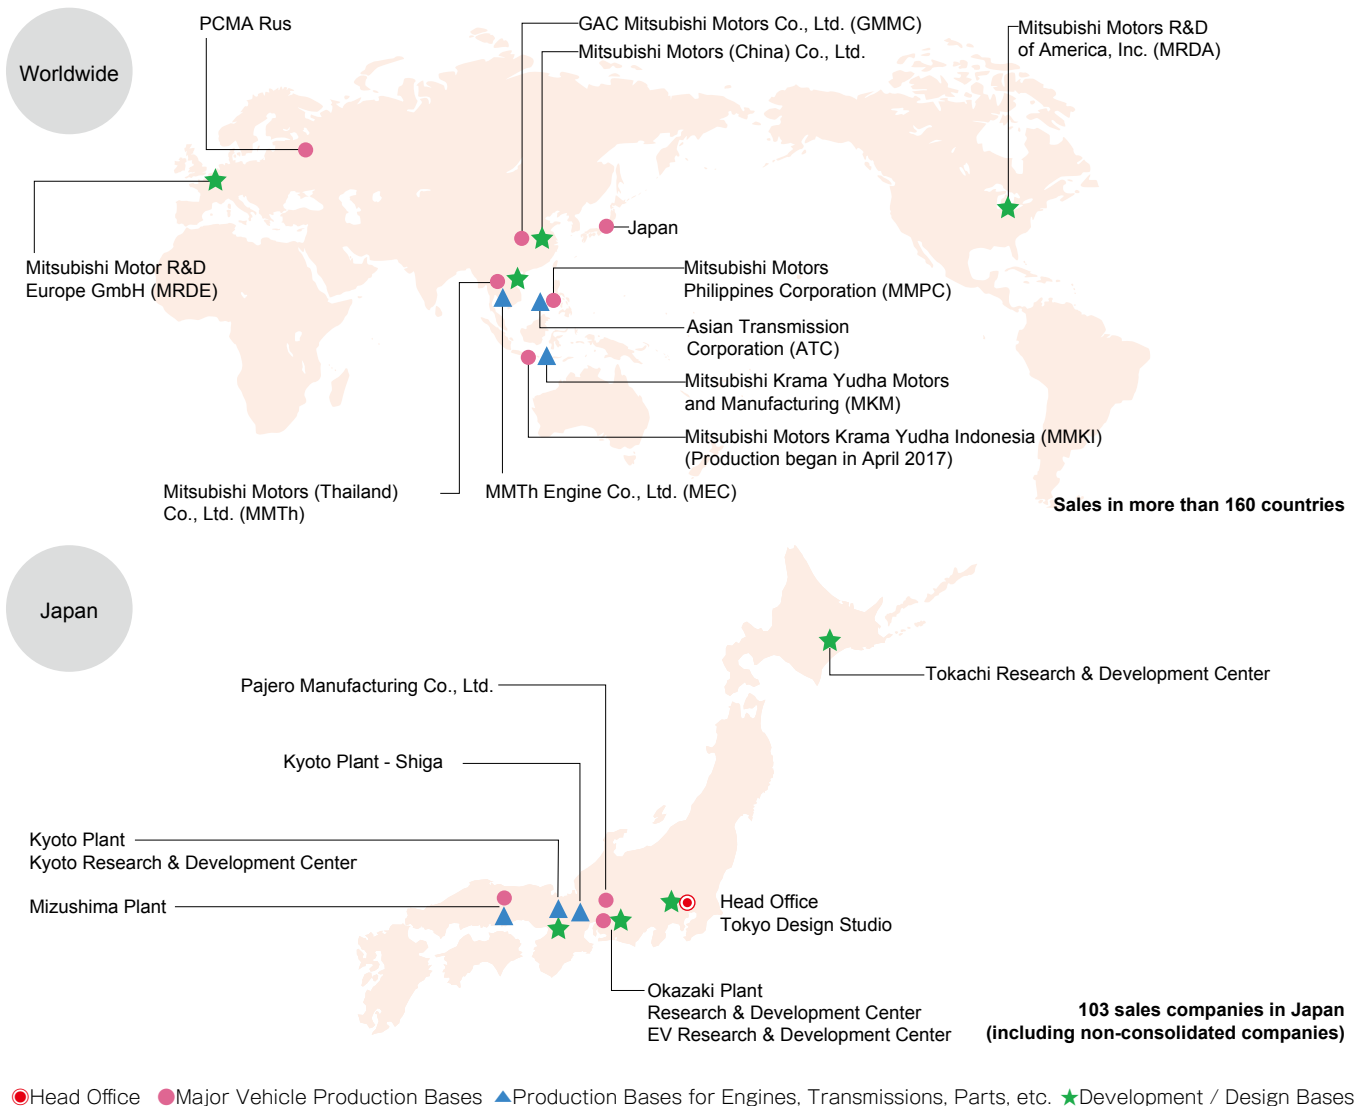 Worldwide
PCMA Rus
GAC Mitsubishi Motors Co., Ltd. (GMMC)
Mitsubishi Motors (China) Co., Ltd.
Mitsubishi Motors R&D
of America, Inc. (MRDA)
Japan
Mitsubishi Motor R&D
Europe GmbH (MRDE)
Mitsubishi Motors
Philippines Corporation (MMPC)
Asian Transmission
Corporation (ATC)
Mitsubishi Krama Yudha Motors
and Manufacturing (MKM)
Mitsubishi Motors Krama Yudha Indonesia (MMKI)
(Production began in April 2017)
Mitsubishi Motors (Thailand)
Co., Ltd. (MMTh)
MMTh Engine Co., Ltd. (MEC)
Sales in more than 160 countries
Japan
Tokachi Research & Development Center
Pajero Manufacturing Co., Ltd.
Kyoto Plant - Shiga
Kyoto Plant
Kyoto Research & Development Center
Mizushima Plant
Head Office
Tokyo Design Studio
Okazaki Plant
Research & Development Center
EV Research & Development Center
103 sales companies in Japan
(including non-consolidated companies)
Head Office Major Vehicle Production Bases Production Bases for Engines, Transmissions, Parts, etc. Development / Design Bases